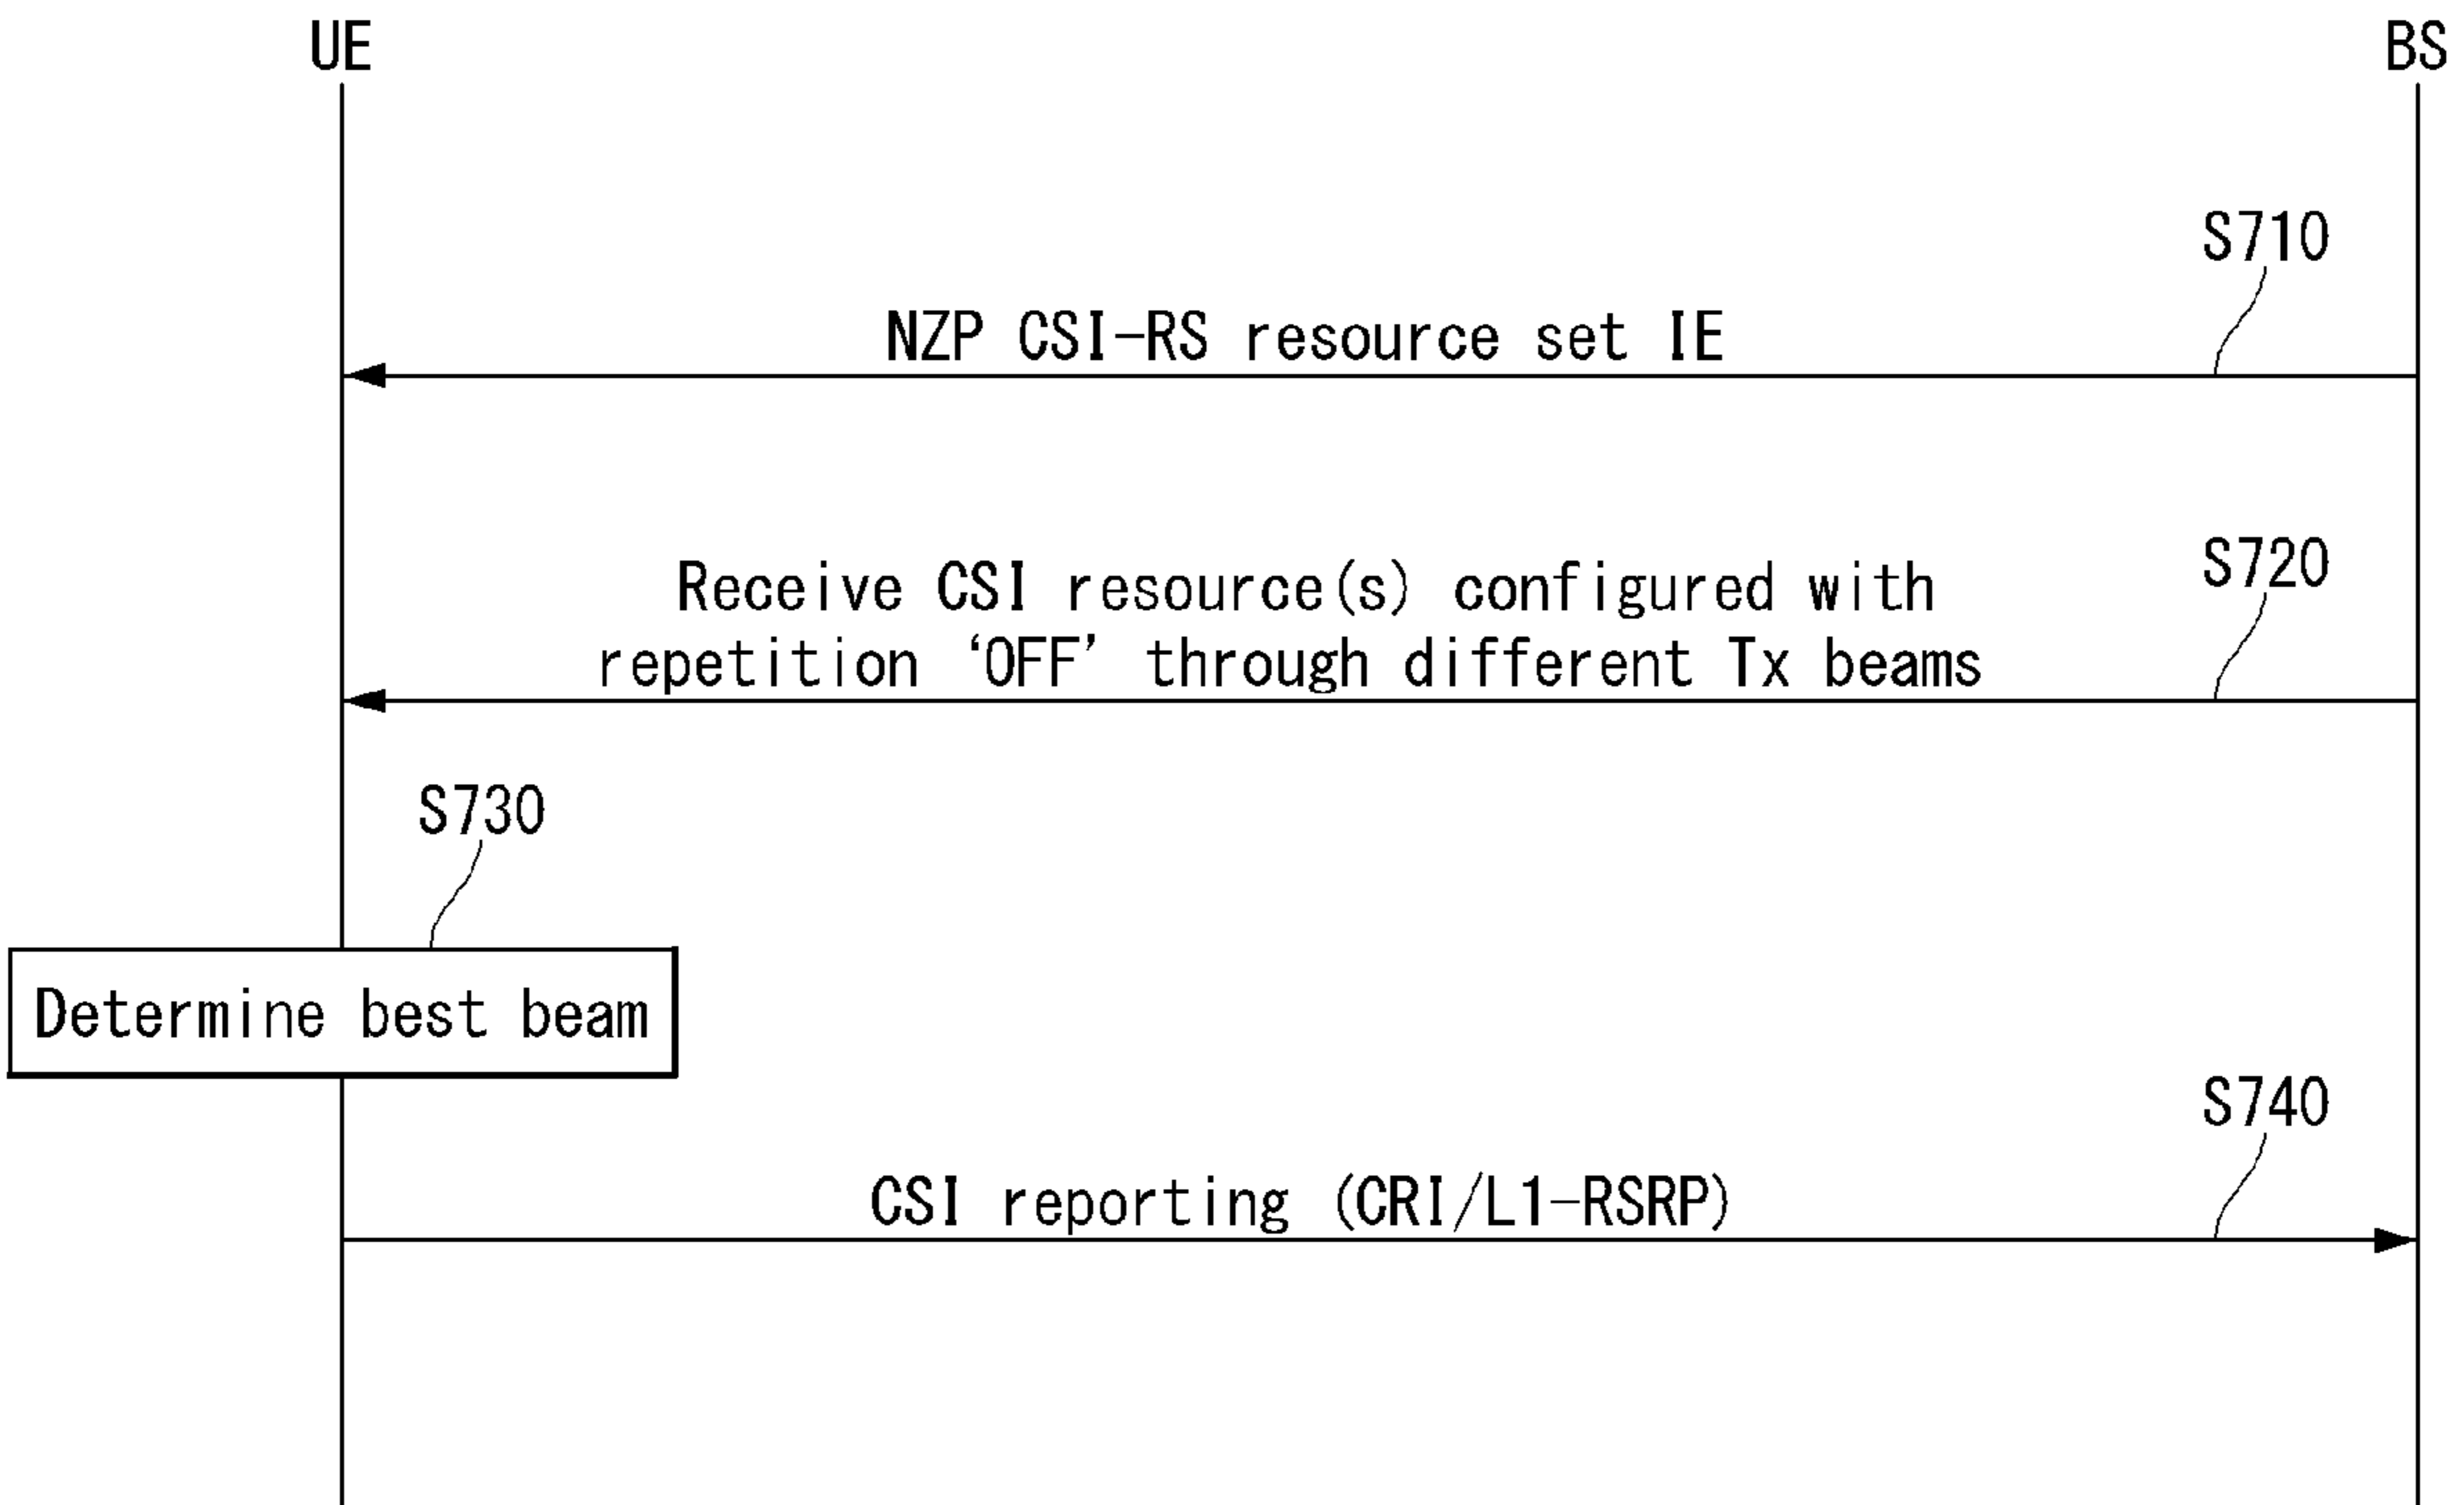 UE
BS
S710
NZP CSI-RS resource set IE
S720
Receive CSI resource(s) configured with
repetition ‘OFF’ through different Tx beams
S730
Determine best beam
S740
CSI reporting (CRI/L1-RSRP)